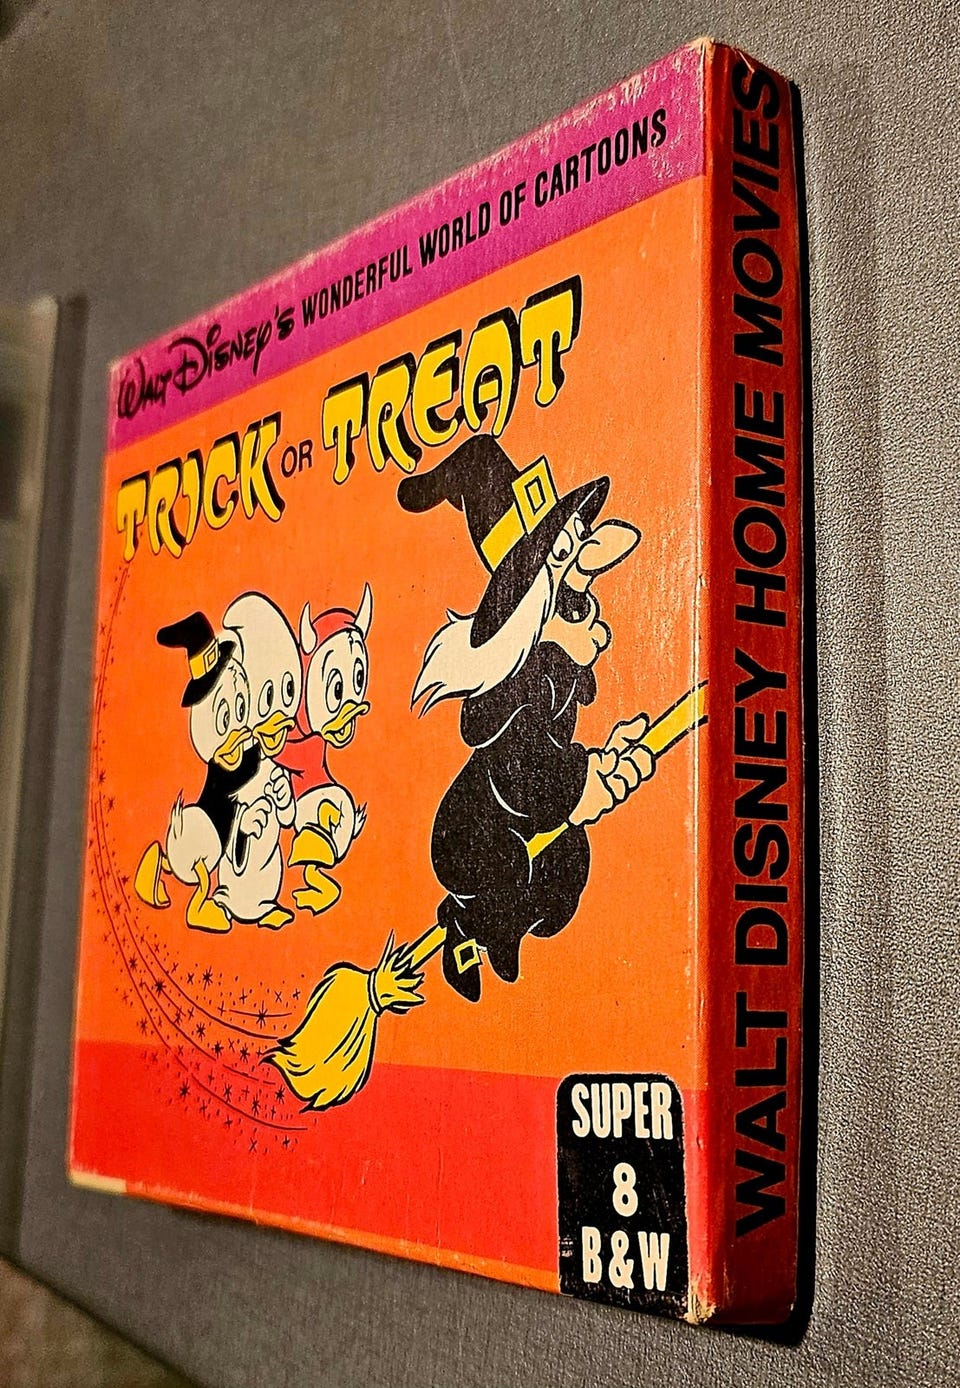 WALT DISNEY'S WONDERFUL WORLD OF CARTOONS
TRICK OR TREAT
SUPER
8
B&W
WALT DISNEY HOME MOVIES